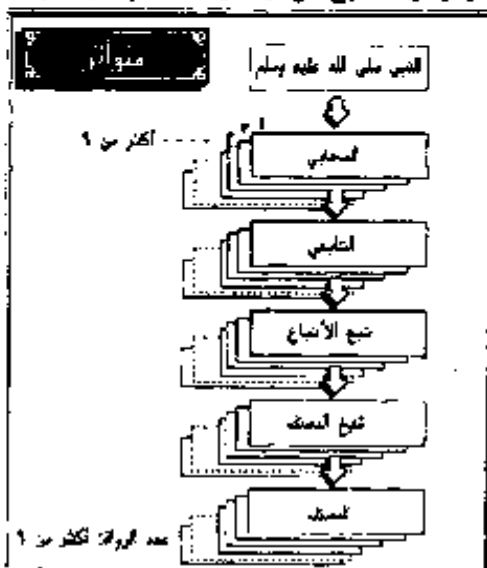 متواتر
النبي صلى الله عليه وسلم
أكثر من ٩
الصحابي
التابعي
تبع الأتباع
شيخ المصنف
المصنف
عدد الرواة أكثر من ٩